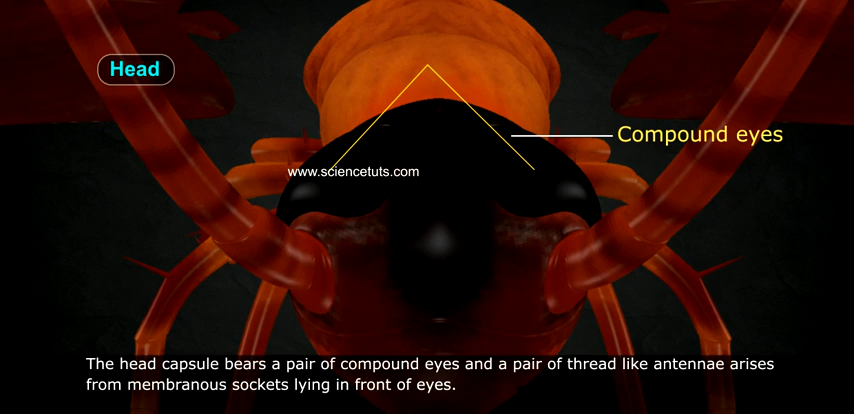 Head
Compound eyes
www.sciencetuts.com
The head capsule bears a pair of compound eyes and a pair of thread like antennae arises
from membranous sockets lying in front of eyes.